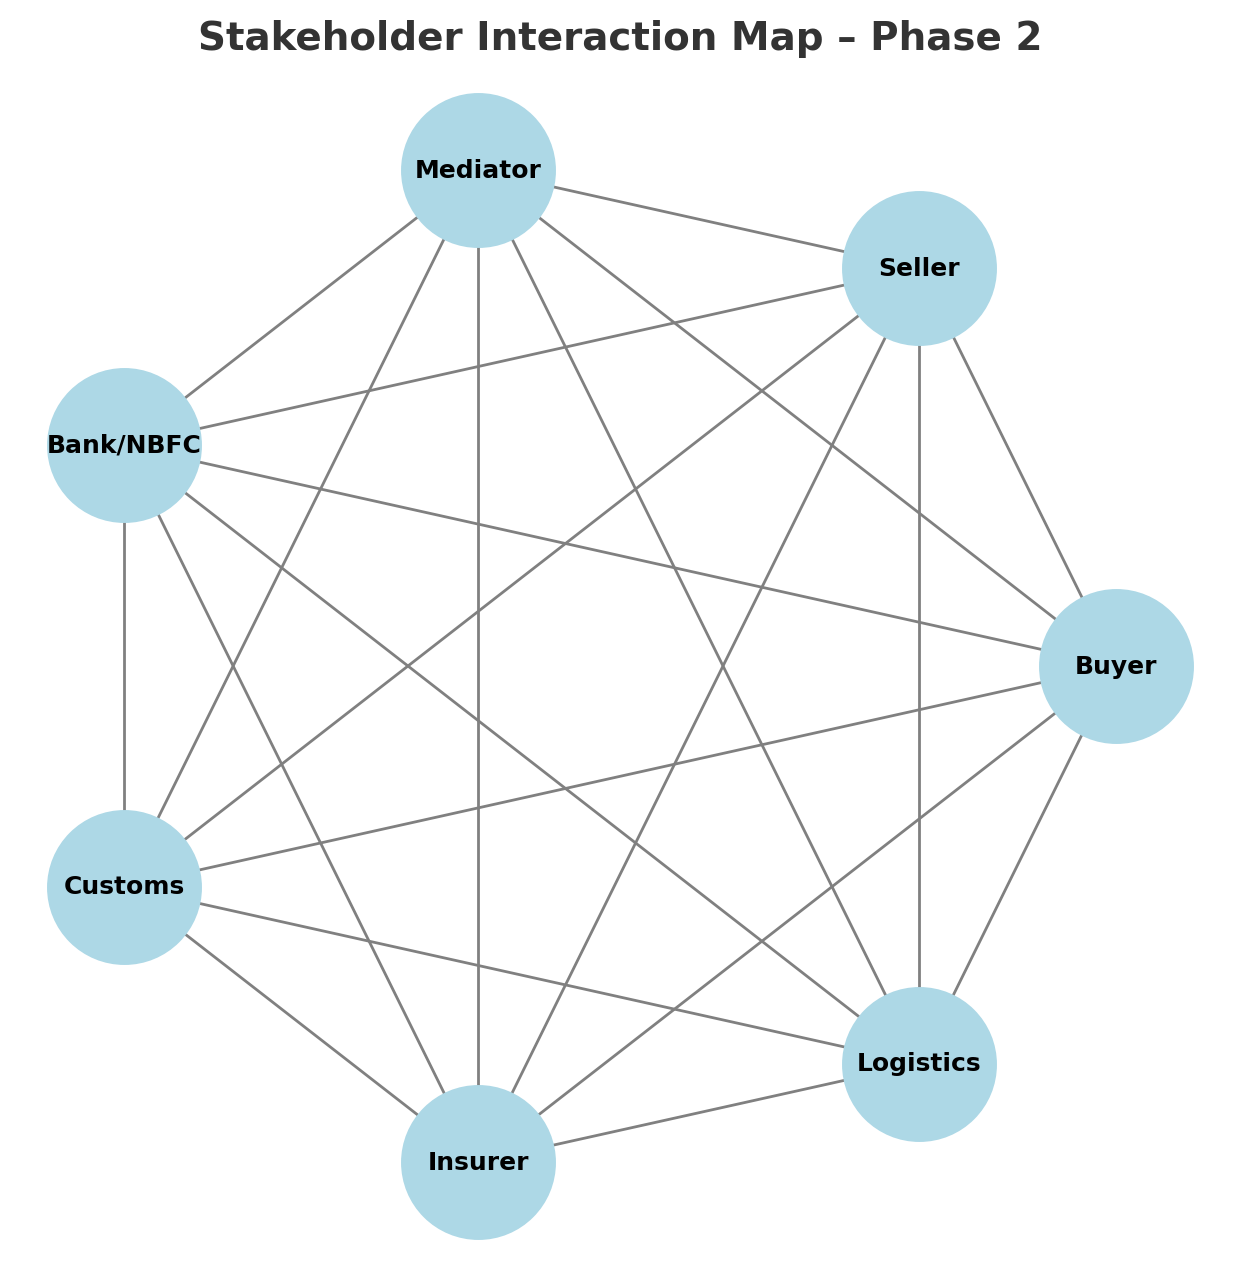 Stakeholder Interaction Map – Phase 2
Mediator
Seller
Bank/NBFC
Buyer
Customs
Logistics
Insurer